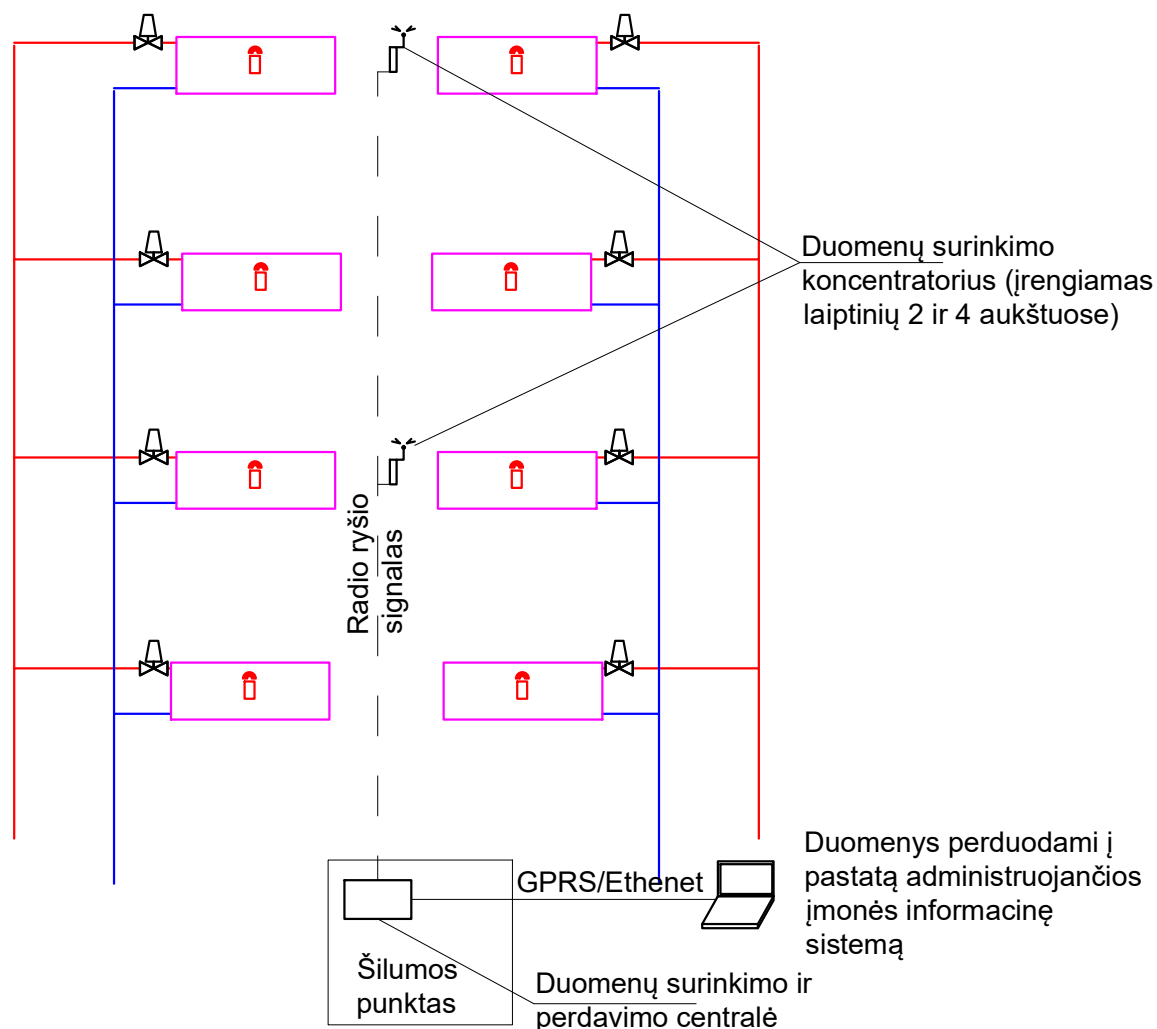 Duomenų surinkimo
koncentratorius (įrengiamas
laiptinių 2 ir 4 aukštuose)
Radio ryšio
signalas
GPRS/Ethenet
Duomenys perduodami į
pastatą administruojančios
įmonės informacinę
sistemą
Šilumos
punktas
Duomenų surinkimo ir
perdavimo centralė